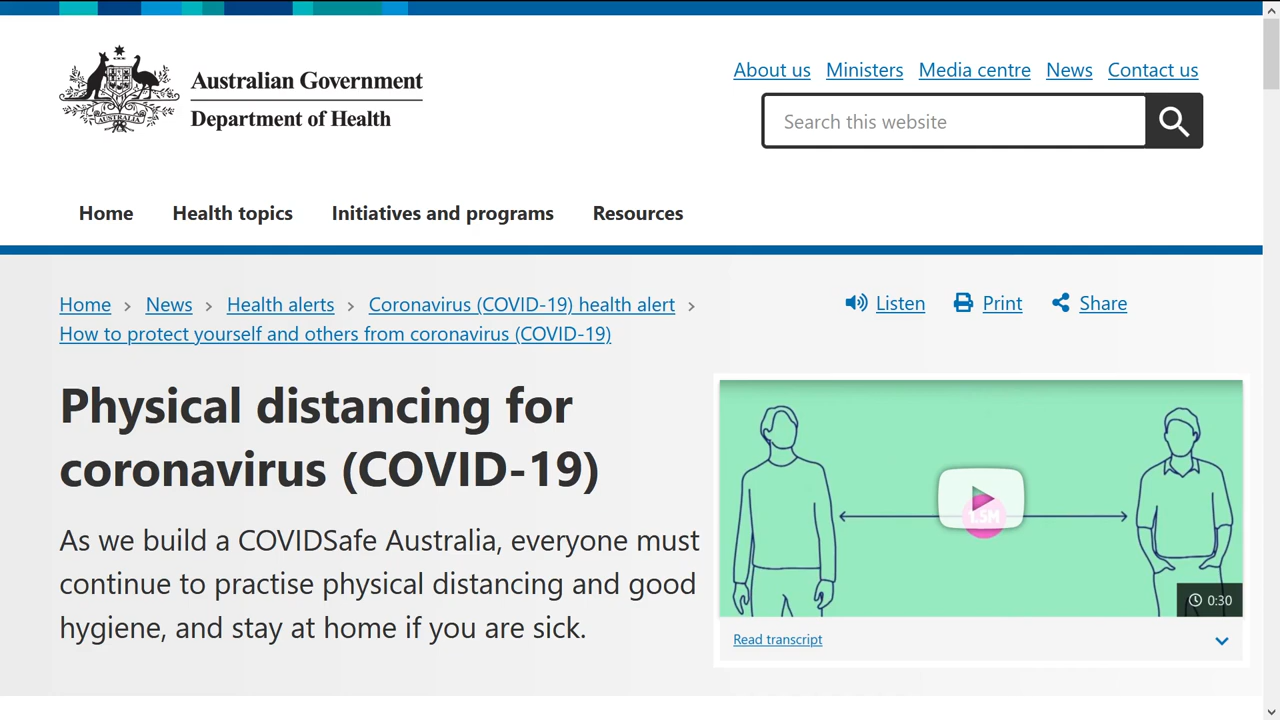 AUSTRALIA
Australian Government
Department of Health
About us Ministers Media centre News Contact us
Search this website
Home Health topics Initiatives and programs Resources
Home > News > Health alerts > Coronavirus (COVID-19) health alert >
How to protect yourself and others from coronavirus (COVID-19)
Listen Print Share
Physical distancing for
coronavirus (COVID-19)
As we build a COVIDSafe Australia, everyone must
continue to practise physical distancing and good
hygiene, and stay at home if you are sick.
1.5M
0:30
Read transcript